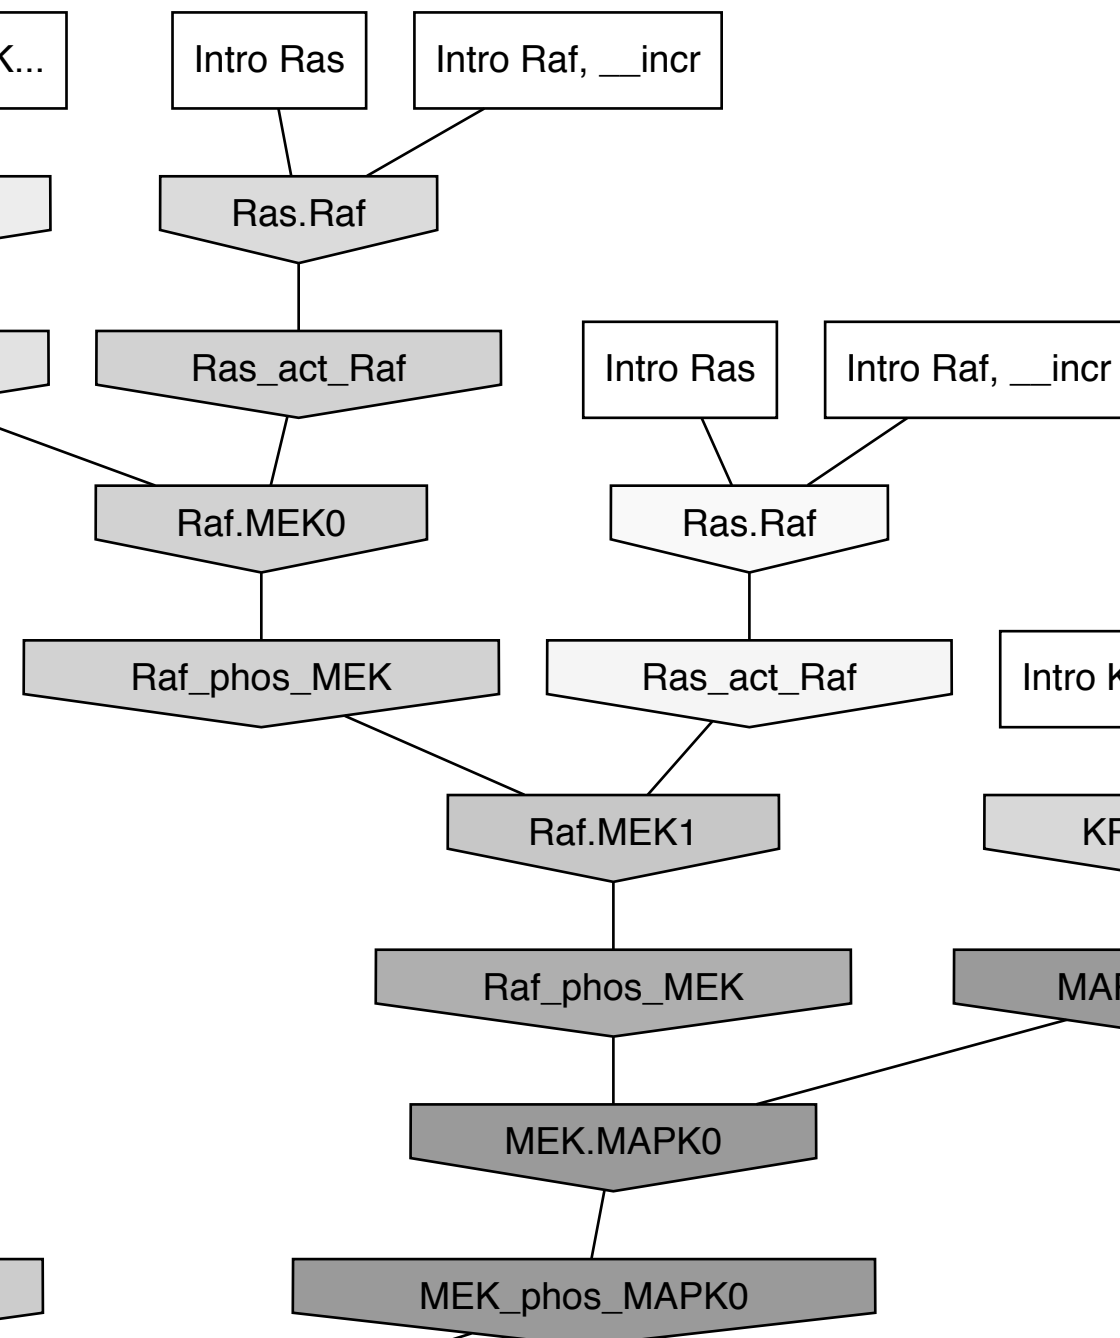 K...
Intro Ras
Intro Raf, __incr
Ras.Raf
Ras_act_Raf
Intro Ras
Intro Raf, __incr
Raf.MEK0
Ras.Raf
Raf_phos_MEK
Ras_act_Raf
Intro
Raf.MEK1
Raf_phos_MEK
MEK.MAPK0
MEK_phos_MAPK0